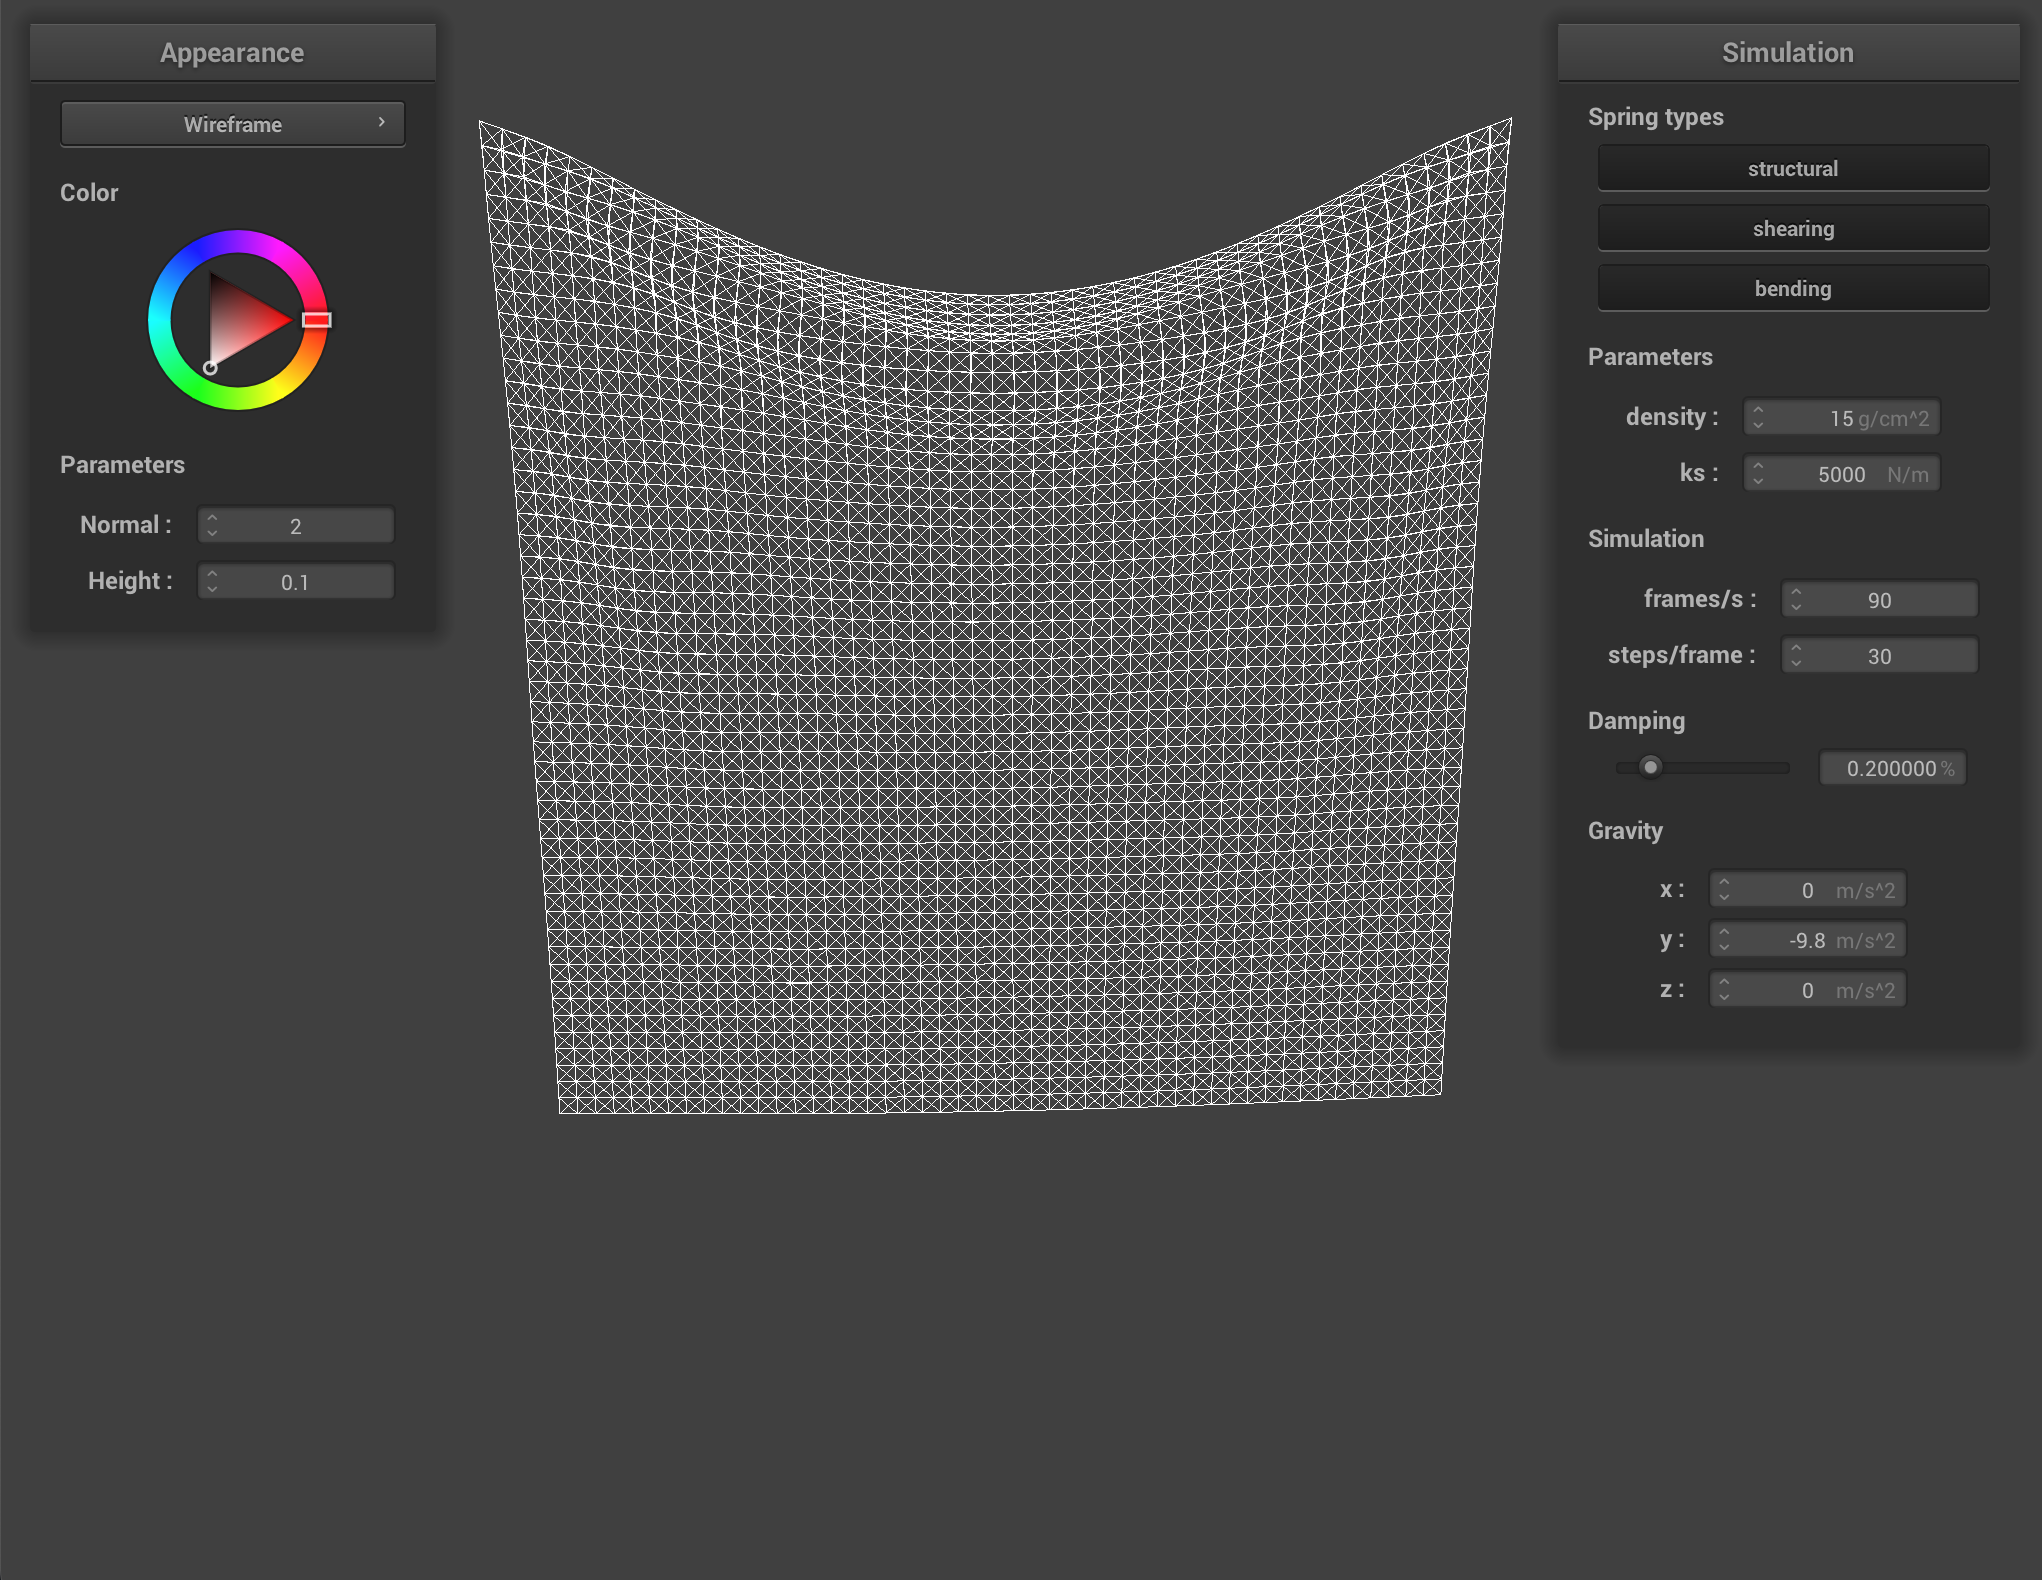 Appearance
Wireframe
Color
Parameters
Normal : 2
Height : 0.1
Simulation
Spring types
structural
shearing
bending
Parameters
density : 15 g/cm^2
ks : 5000 N/m
Simulation
frames/s : 90
steps/frame : 30
Damping
0.200000 %
Gravity
x : 0 m/s^2
y : -9.8 m/s^2
z : 0 m/s^2